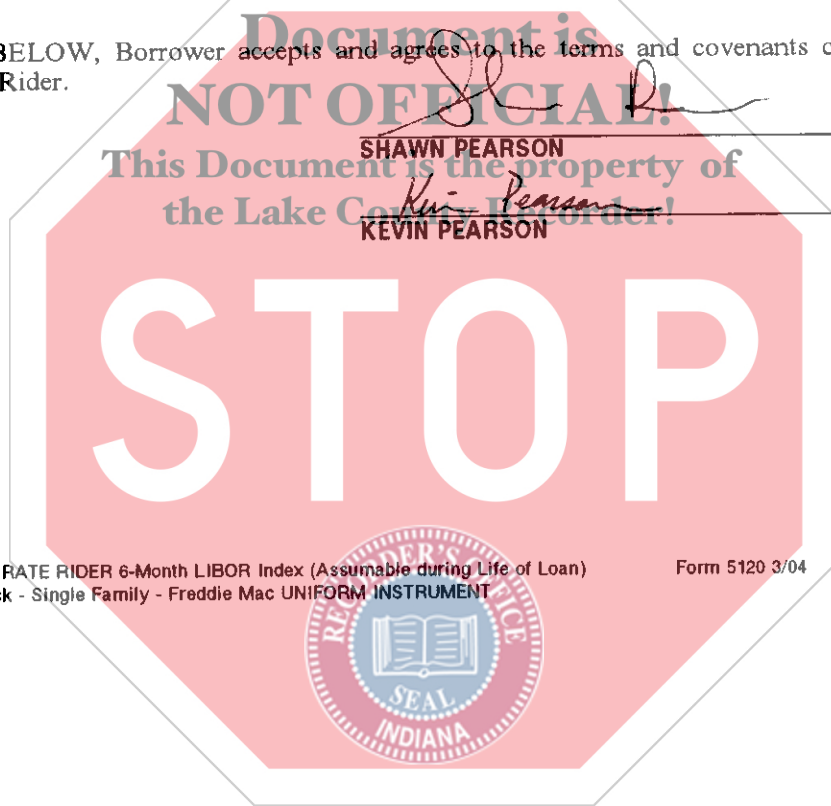 Document is
BELOW, Borrower accepts and agrees to the terms and covenants c
Rider.
NOT OFFICIAL!
SHAWN PEARSON
This Document is the property of
Kevin Pearson
the Lake County Recorder!
KEVIN PEARSON
STOP
RATE RIDER 6-Month LIBOR Index (Assumable during Life of Loan)
Form 5120 3/04
k - Single Family - Freddie Mac UNIFORM INSTRUMENT
RECORDER'S OFFICE
SEAL
INDIANA